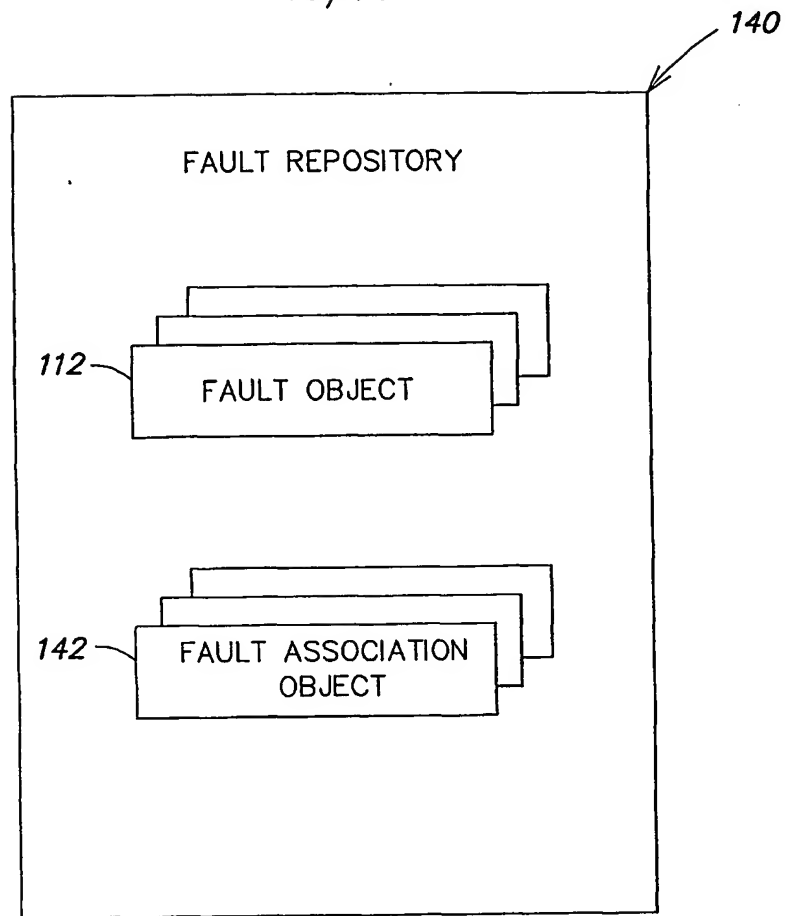 140
FAULT REPOSITORY
112
FAULT OBJECT
142
FAULT ASSOCIATION
OBJECT